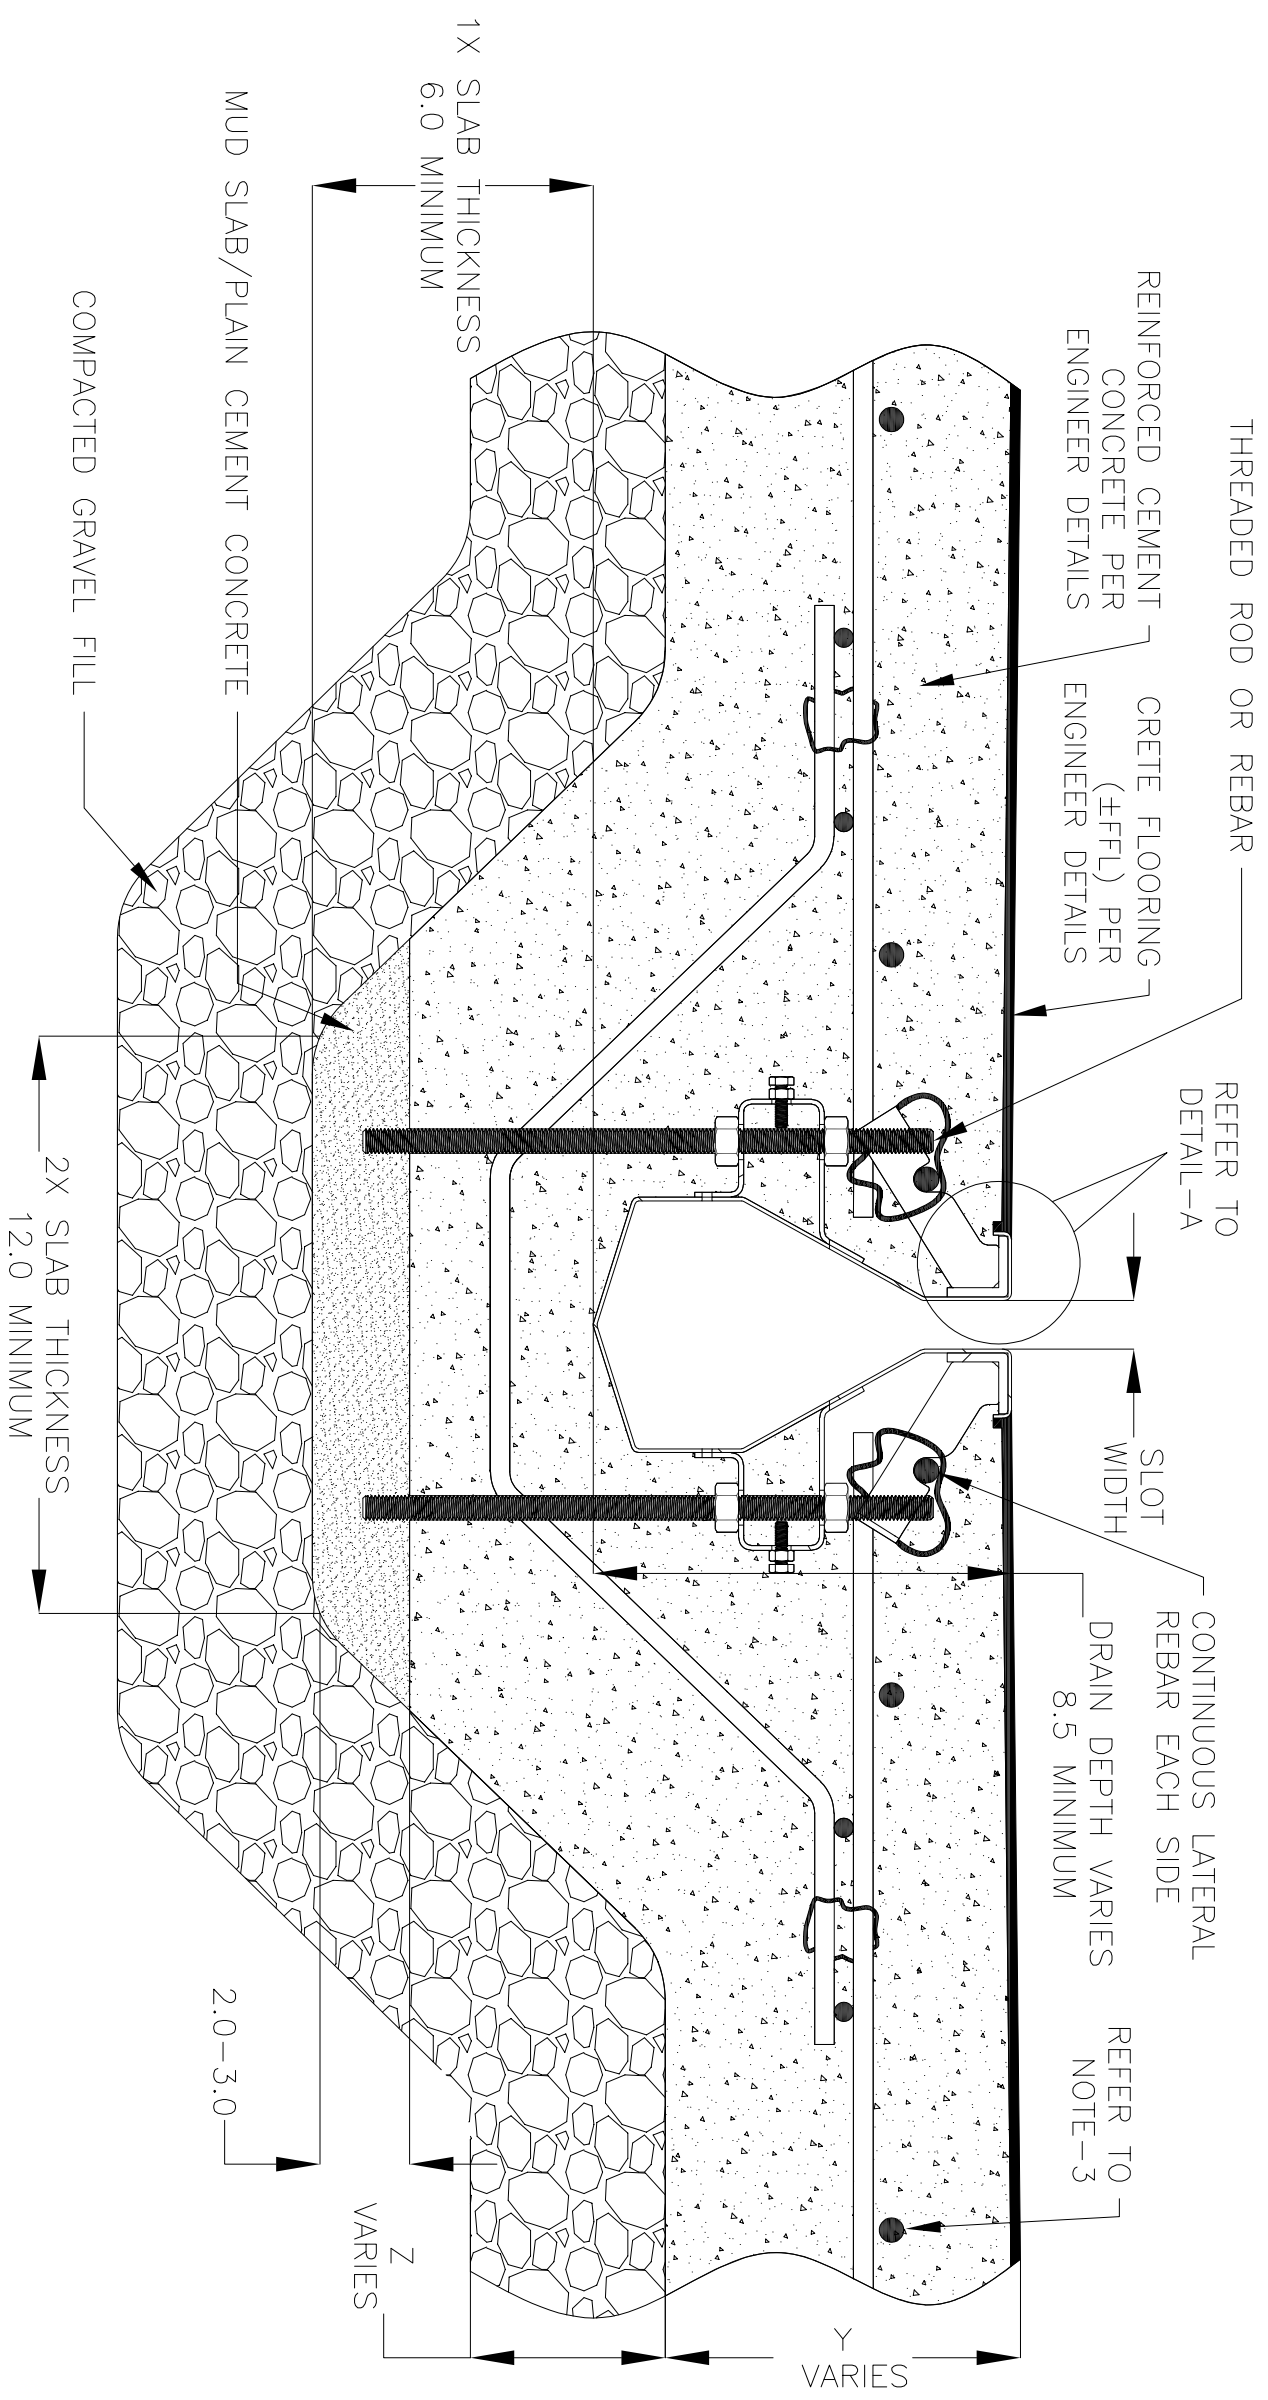 THREADED ROD OR REBAR
REFER TO
DETAIL-A
SLOT
WIDTH
CONTINUOUS LATERAL
REBAR EACH SIDE
REINFORCED CEMENT
CONCRETE PER
ENGINEER DETAILS
CRETE FLOORING
(±FFL) PER
ENGINEER DETAILS
DRAIN DEPTH VARIES
8.5 MINIMUM
REFER TO
NOTE-3
Y
VARIES
1X SLAB THICKNESS
6.0 MINIMUM
Z
VARIES
MUD SLAB/PLAIN CEMENT CONCRETE
2.0-3.0
COMPACTED GRAVEL FILL
2X SLAB THICKNESS
12.0 MINIMUM